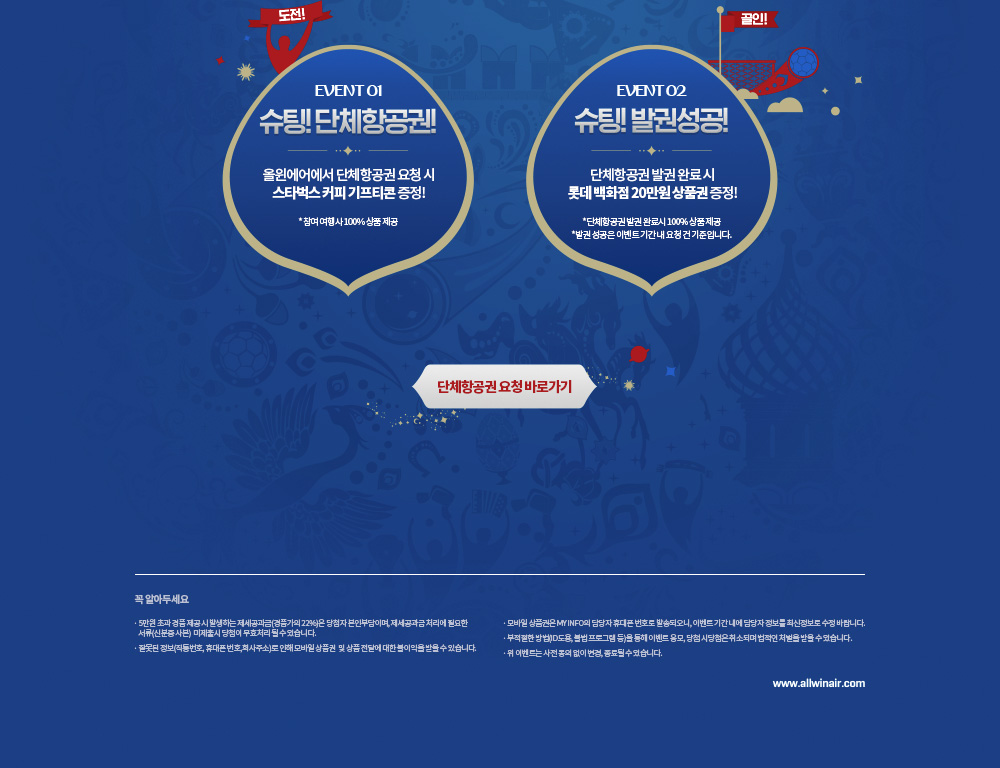 도전!
골인!
EVENT 01
슈팅! 단체항공권!
올윈에어에서 단체항공권 요청 시
스타벅스 커피 기프티콘 증정!
* 참여 여행사 100% 상품 제공
EVENT 02
슈팅! 발권성공!
단체항공권 발권 완료 시
롯데 백화점 20만원 상품권 증정!
*단체항공권 발권 완료시 100% 상품 제공
*발권 성공은 이벤트 기간 내 요청 건 기준입니다.
단체항공권 요청 바로가기
꼭 알아두세요
· 5만원 초과 경품 제공 시 발생하는 제세공과금(경품가의 22%)은 당첨자 본인부담이며, 제세공과금 처리에 필요한
서류(신분증 사본) 미제출시 당첨이 무효처리 될 수 있습니다.
· 잘못된 정보(직통번호, 휴대폰 번호,회사주소)로 인해 모바일 상품권 및 상품 전달에 대한 불이익을 받을 수 있습니다.
· 모바일 상품권은 MY INFO의 담당자 휴대폰 번호로 발송되오니, 이벤트 기간 내에 담당자 정보를 최신정보로 수정 바랍니다.
· 부적절한 방법(ID도용, 불법 프로그램 등)을 통해 이벤트 응모, 당첨 시 당첨은 취소되며 법적인 처벌을 받을 수 있습니다.
· 위 이벤트는 사전 동의 없이 변경, 종료될 수 있습니다.
www.allwinair.com